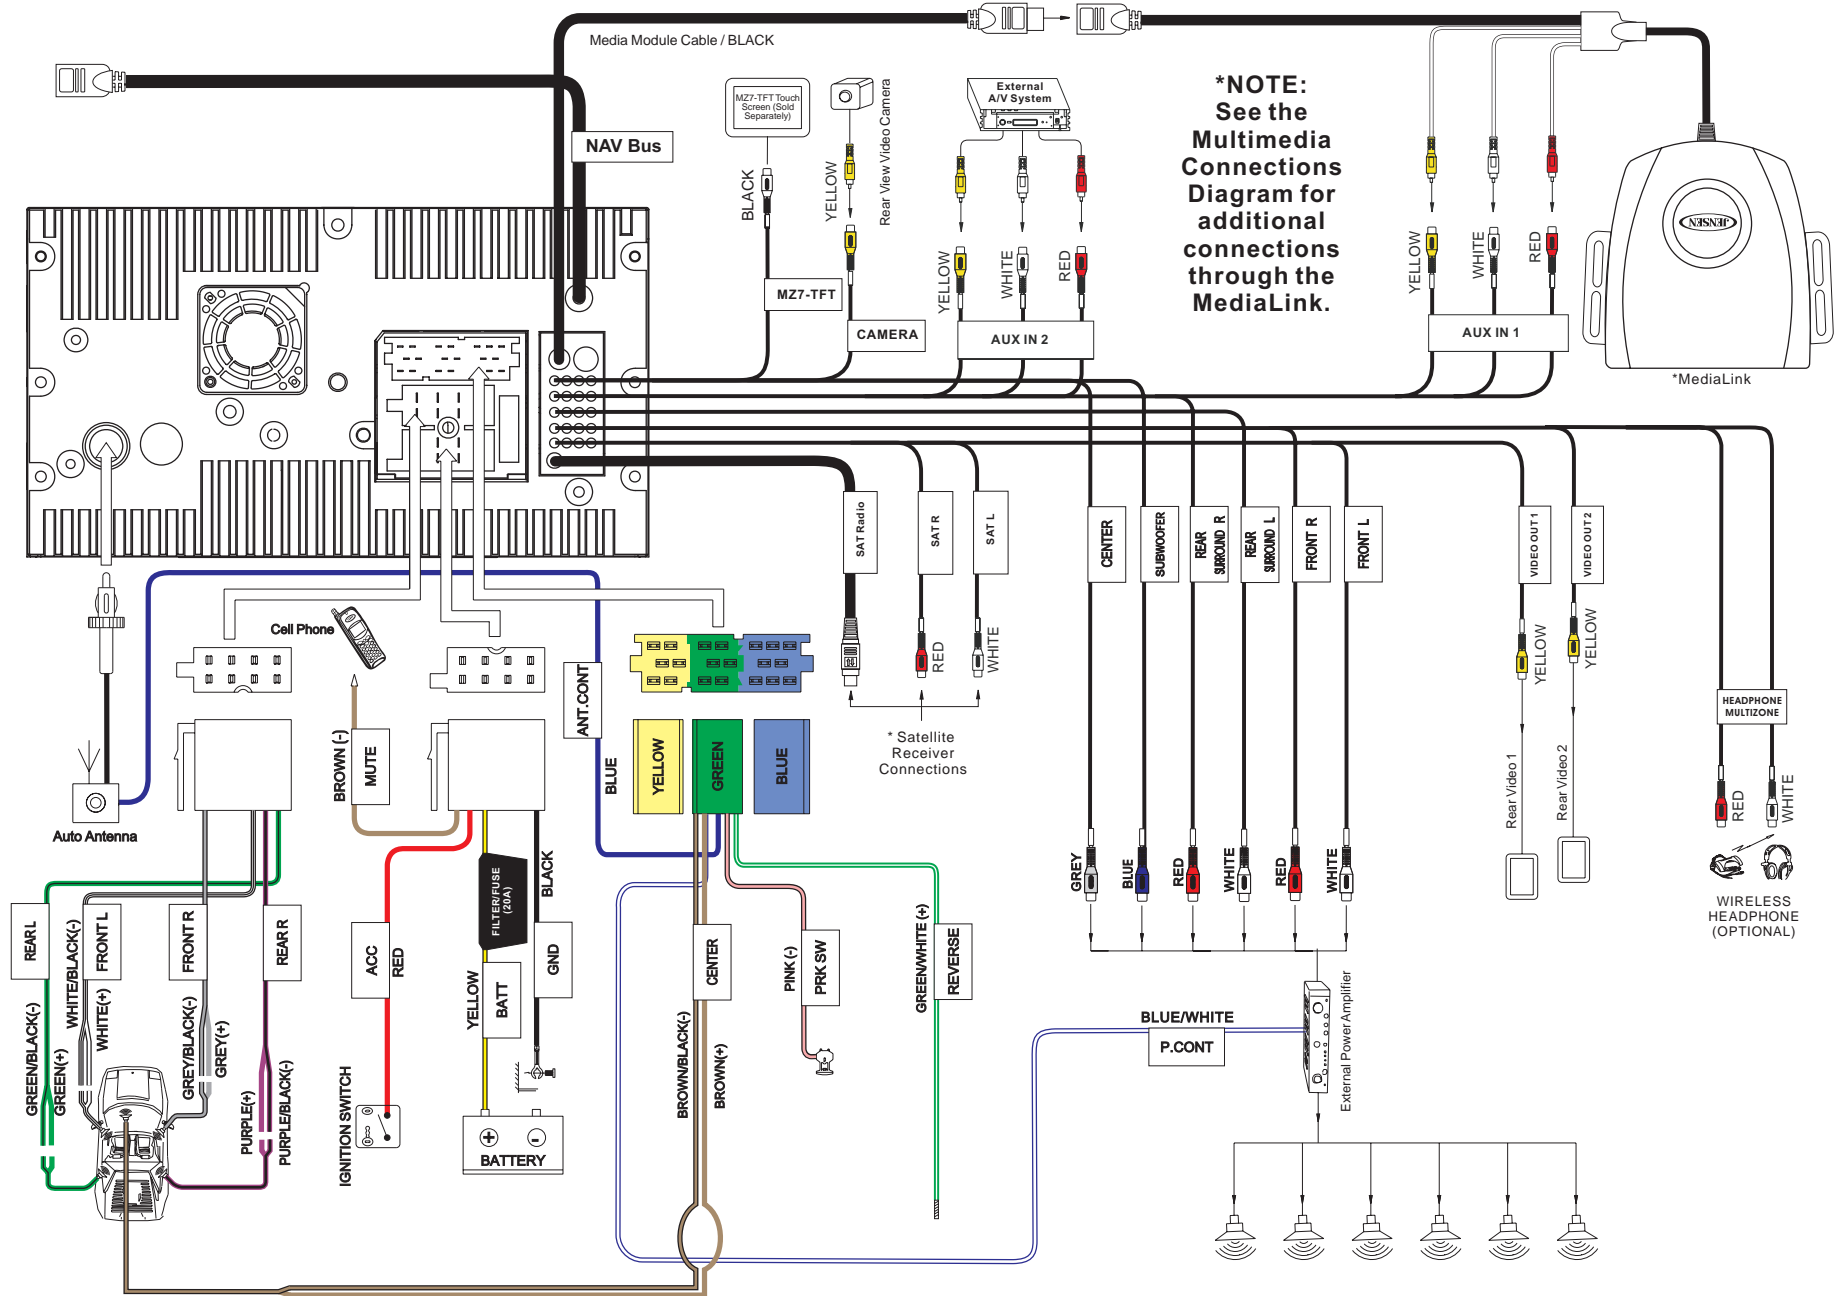 Media Module Cable / BLACK
NAV Bus
MZ7-TFT Touch
Screen (Sold
Separately)
BLACK
MZ7-TFT
YELLOW
Rear View Video Camera
CAMERA
External
A/V System
YELLOW
WHITE
RED
AUX IN 2
*NOTE:
See the
Multimedia
Connections
Diagram for
additional
connections
through the
MediaLink.
YELLOW
WHITE
RED
AUX IN 1
JENSEN
*MediaLink
SAT Radio
SAT R
SAT L
RED
WHITE
* Satellite
Receiver
Connections
CENTER
SUBWOOFER
REAR
SURROUND R
REAR
SURROUND L
FRONT R
FRONT L
VIDEO OUT 1
VIDEO OUT 2
YELLOW
YELLOW
Rear Video 1
Rear Video 2
HEADPHONE
MULTIZONE
RED
WHITE
WIRELESS
HEADPHONE
(OPTIONAL)
GREY
BLUE
RED
WHITE
RED
WHITE
Cell Phone
ANT.CONT
BLUE
Auto Antenna
BROWN (-)
MUTE
YELLOW
GREEN
BLUE
FILTER/FUSE
(20A)
BLACK
REAR L
FRONT L
WHITE/BLACK(-)
WHITE(+)
FRONT R
REAR R
GREEN/BLACK(-)
GREEN(+)
GREY/BLACK(-)
GREY(+)
PURPLE(+)
PURPLE/BLACK(-)
ACC
RED
IGNITION SWITCH
YELLOW
BATT
GND
+
-
BATTERY
CENTER
BROWN/BLACK(-)
BROWN(+)
PINK (-)
PRK SW
GREEN/WHITE (+)
REVERSE
BLUE/WHITE
P.CONT
External Power Amplifier